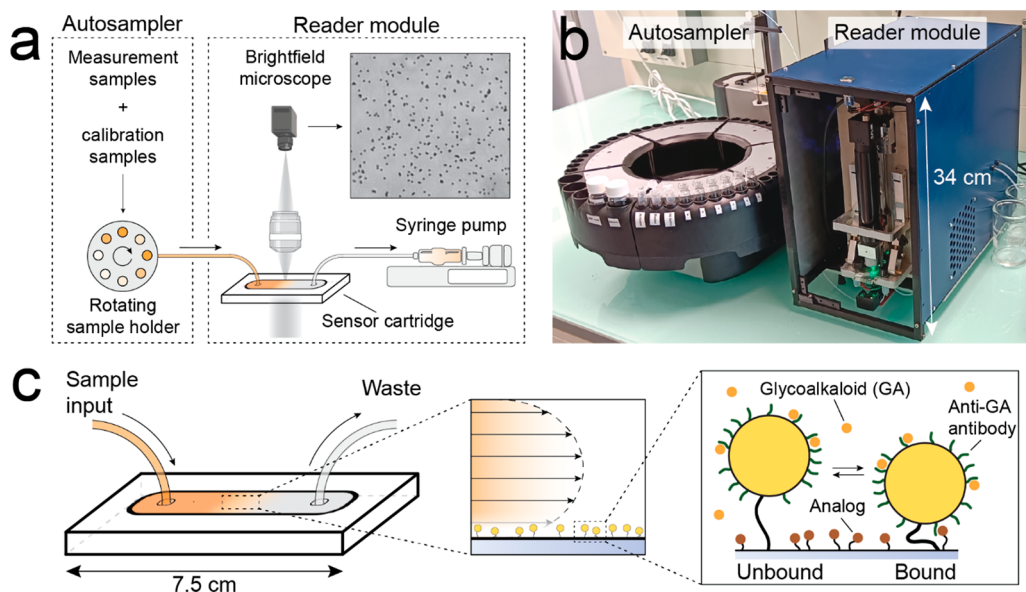 a
Autosampler
Reader module
Measurement
samples
+
calibration
samples
Brightfield
microscope
Syringe pump
Rotating
sample holder
Sensor cartridge
b
Autosampler
Reader module
34 cm
c
Sample
input
Waste
7.5 cm
Glycoalkaloid (GA)
Anti-GA
antibody
Analog
Unbound
Bound